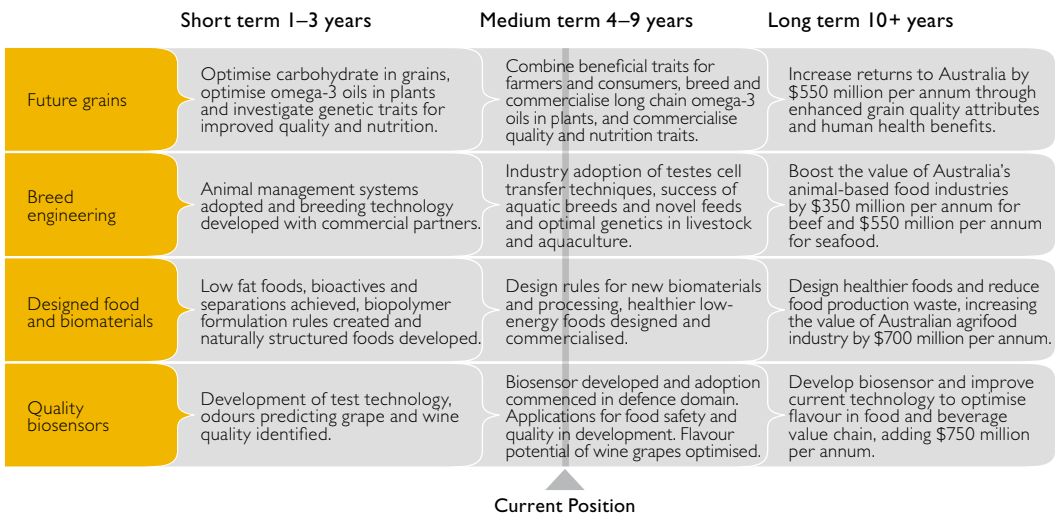 Short term 1–3 years
Medium term 4–9 years
Long term 10+ years
Future grains
Optimise carbohydrate in grains,
optimise omega-3 oils in plants
and investigate genetic traits for
improved quality and nutrition.
Combine beneficial traits for
farmers and consumers, breed and
commercialise long chain omega-3
oils in plants, and commercialise
quality and nutrition traits.
Increase returns to Australia by
$550 million per annum through
enhanced grain quality attributes
and human health benefits.
Breed
engineering
Animal management systems
adopted and breeding technology
developed with commercial partners.
Industry adoption of testes cell
transfer techniques, success of
aquatic breeds and novel feeds
and optimal genetics in livestock
and aquaculture.
Boost the value of Australia’s
animal-based food industries
by $350 million per annum for
beef and $550 million per annum
for seafood.
Designed food
and biomaterials
Low fat foods, bioactives and
separations achieved, biopolymer
formulation rules created and
naturally structured foods developed.
Design rules for new biomaterials
and processing, healthier low-
energy foods designed and
commercialised.
Design healthier foods and reduce
food production waste, increasing
the value of Australian agrifood
industry by $700 million per annum.
Quality
biosensors
Development of test technology,
odours predicting grape and wine
quality identified.
Biosensor developed and adoption
commenced in defence domain.
Applications for food safety and
quality in development. Flavour
potential of wine grapes optimised.
Develop biosensor and improve
current technology to optimise
flavour in food and beverage
value chain, adding $750 million
per annum.
Current Position